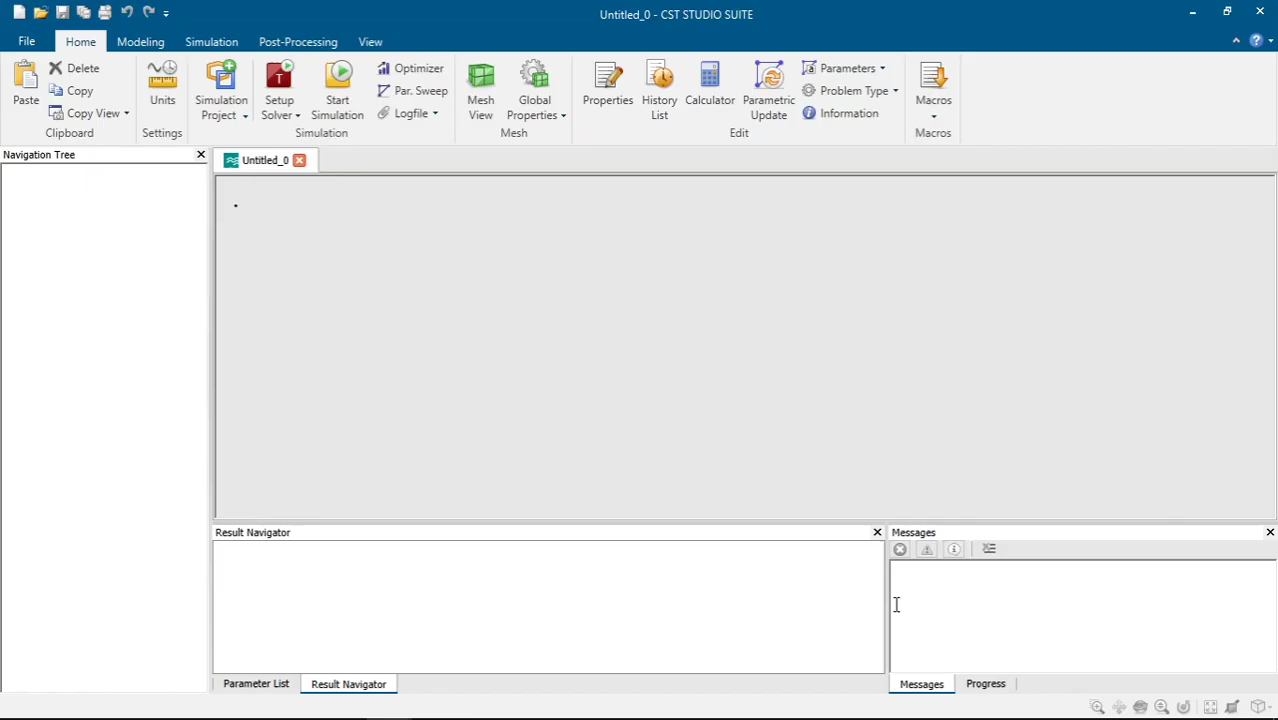 Untitled_0 - CST STUDIO SUITE
File Home Modeling Simulation Post-Processing View
Paste
Delete
Copy
Copy View
Clipboard
Units
Settings
Simulation
Project
Setup
Solver
Start
Simulation
Optimizer
Par. Sweep
Logfile
Simulation
Mesh
View
Global
Properties
Mesh
Properties
History
List
Calculator
Parametric
Update
Parameters
Problem Type
Information
Edit
Macros
Macros
Navigation Tree
Untitled_0
Result Navigator
Messages
Parameter List Result Navigator
Messages Progress